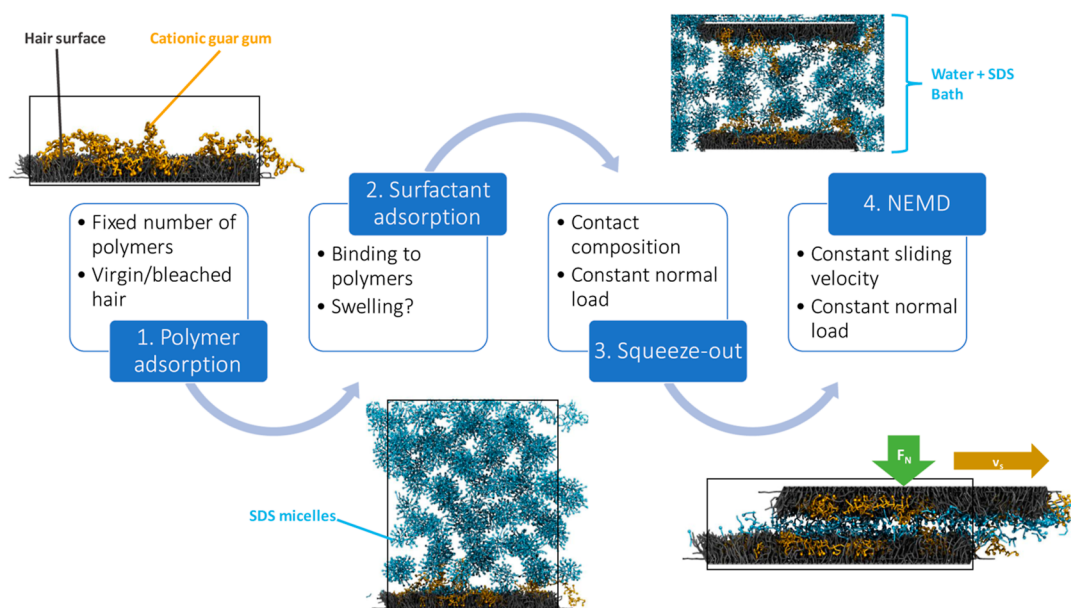 Hair surface
Cationic guar gum
Water + SDS
Bath
• Fixed number of
polymers
• Virgin/bleached
hair
1. Polymer
adsorption
2. Surfactant
adsorption
• Binding to
polymers
• Swelling?
• Contact
composition
• Constant normal
load
3. Squeeze-out
4. NEMD
• Constant sliding
velocity
• Constant normal
load
SDS micelles
F_N
v_s